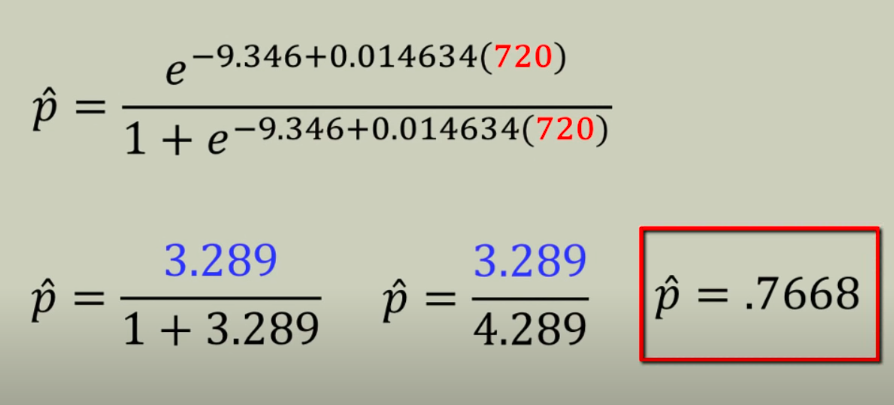 p̂ = e^{−9.346+0.014634(720)} / 1 + e^{−9.346+0.014634(720)}
p̂ = 3.289 / 1 + 3.289   p̂ = 3.289 / 4.289   p̂ = .7668